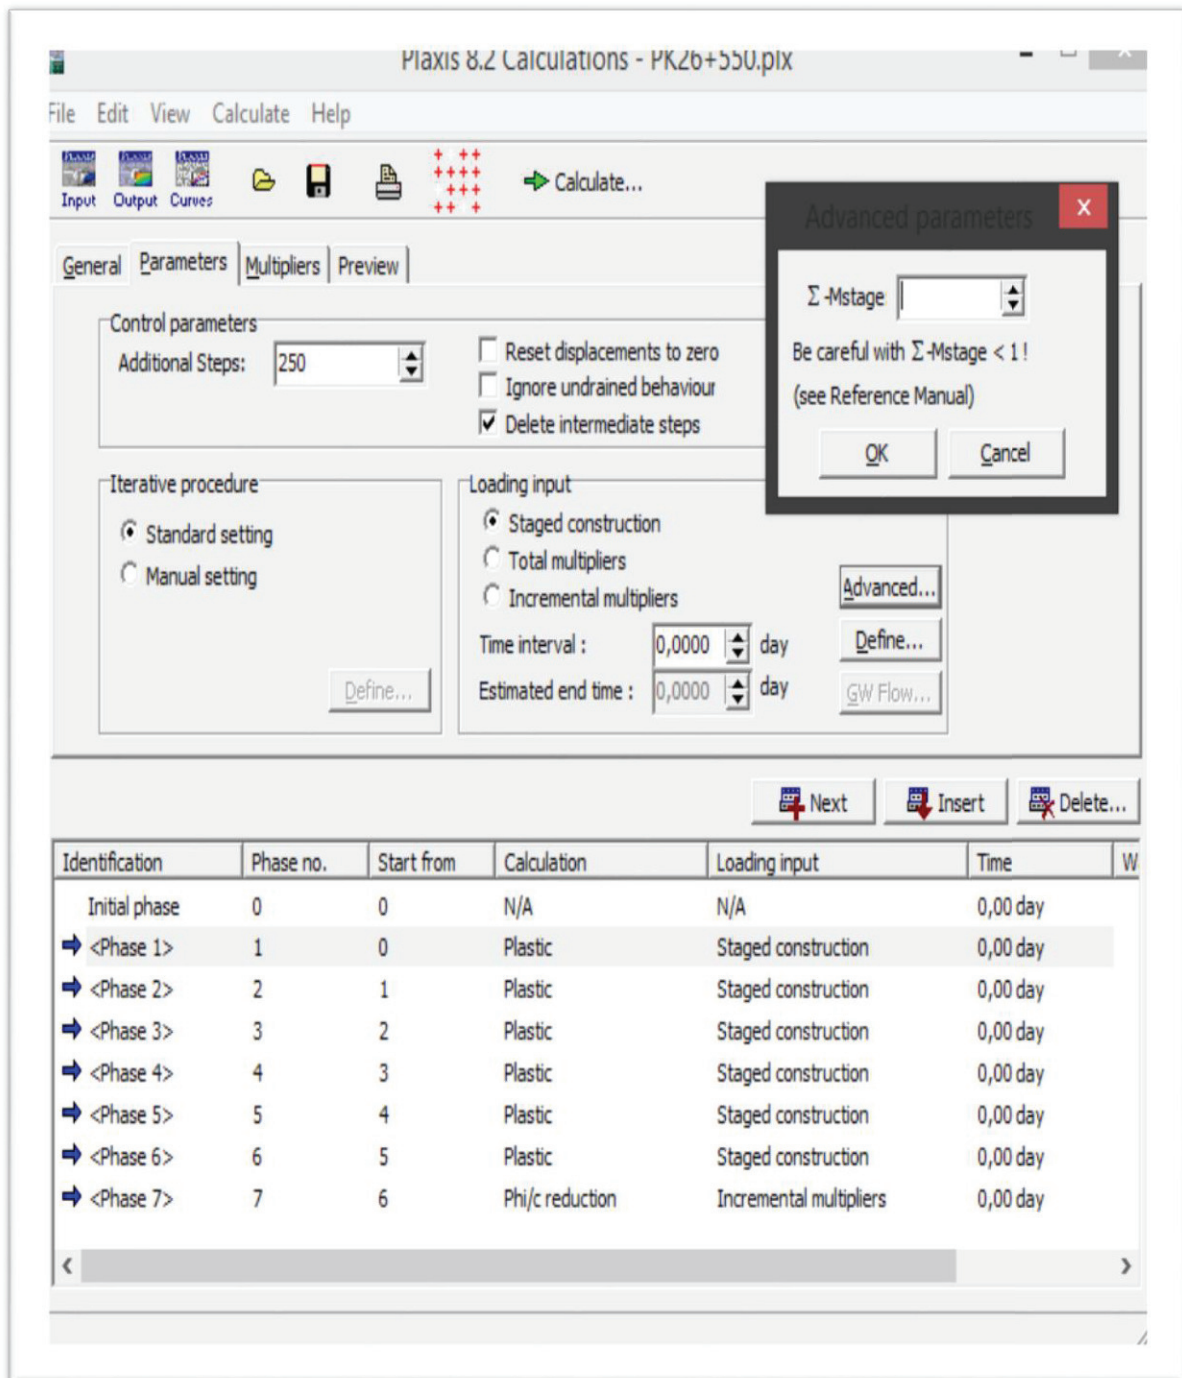 Plaxis 8.2 Calculations - PK26+550.plx
File Edit View Calculate Help
Input Output Curves Calculate...
General Parameters Multipliers Preview
Control parameters
Additional Steps: 250
Reset displacements to zero
Ignore undrained behaviour
Delete intermediate steps
Advanced parameters
X
Σ-Mstage
Be careful with Σ-Mstage < 1!
(see Reference Manual)
OK Cancel
Iterative procedure
Standard setting
Manual setting
Define...
Loading input
Staged construction
Total multipliers
Incremental multipliers
Advanced...
Time interval : 0,0000 day Define...
Estimated end time : 0,0000 day GW Flow...
Next Insert Delete...
Identification Phase no. Start from Calculation Loading input Time W
Initial phase 0 0 N/A N/A 0,00 day
<Phase 1> 1 0 Plastic Staged construction 0,00 day
<Phase 2> 2 1 Plastic Staged construction 0,00 day
<Phase 3> 3 2 Plastic Staged construction 0,00 day
<Phase 4> 4 3 Plastic Staged construction 0,00 day
<Phase 5> 5 4 Plastic Staged construction 0,00 day
<Phase 6> 6 5 Plastic Staged construction 0,00 day
<Phase 7> 7 6 Phi/c reduction Incremental multipliers 0,00 day